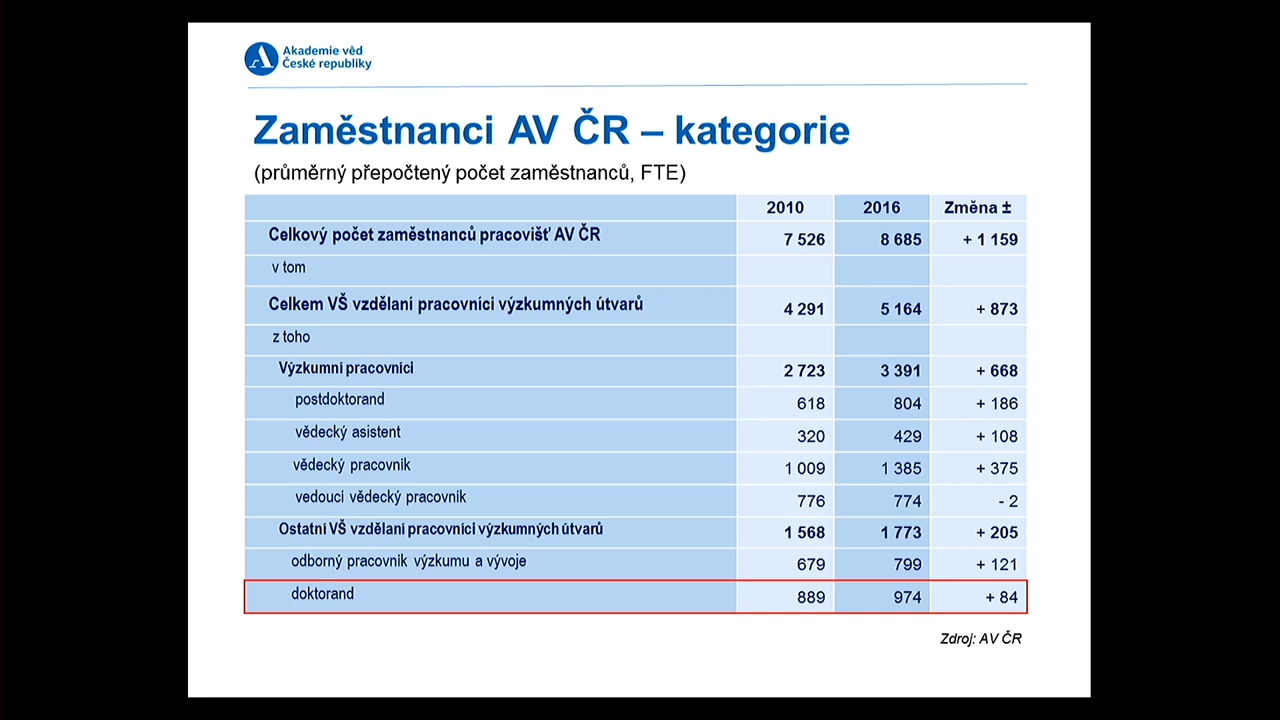 Akademie věd
České republiky
Zaměstnanci AV ČR – kategorie
(průměrný přepočtený počet zaměstnanců, FTE)
2010 2016 Změna ±
Celkový počet zaměstnanců pracovišť AV ČR 7 526 8 685 + 1 159
v tom
Celkem VŠ vzdělaní pracovníci výzkumných útvarů 4 291 5 164 + 873
z toho
Výzkumní pracovníci 2 723 3 391 + 668
postdoktorand 618 804 + 186
vědecký asistent 320 429 + 108
vědecký pracovník 1 009 1 385 + 375
vedoucí vědecký pracovník 776 774 - 2
Ostatní VŠ vzdělaní pracovníci výzkumných útvarů 1 568 1 773 + 205
odborný pracovník výzkumu a vývoje 679 799 + 121
doktorand 889 974 + 84
Zdroj: AV ČR